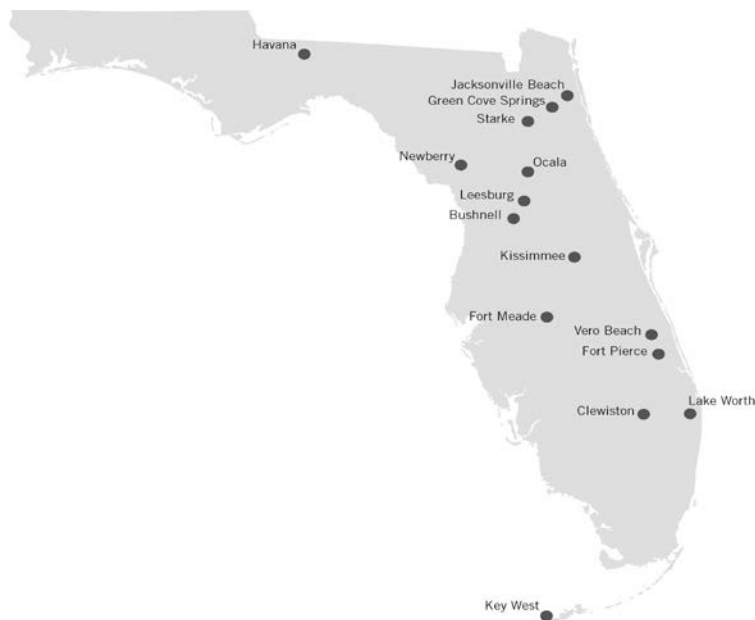 Havana
Jacksonville Beach
Green Cove Springs
Starke
Newberry
Ocala
Leesburg
Bushnell
Kissimmee
Fort Meade
Vero Beach
Fort Pierce
Lake Worth
Clewiston
Key West